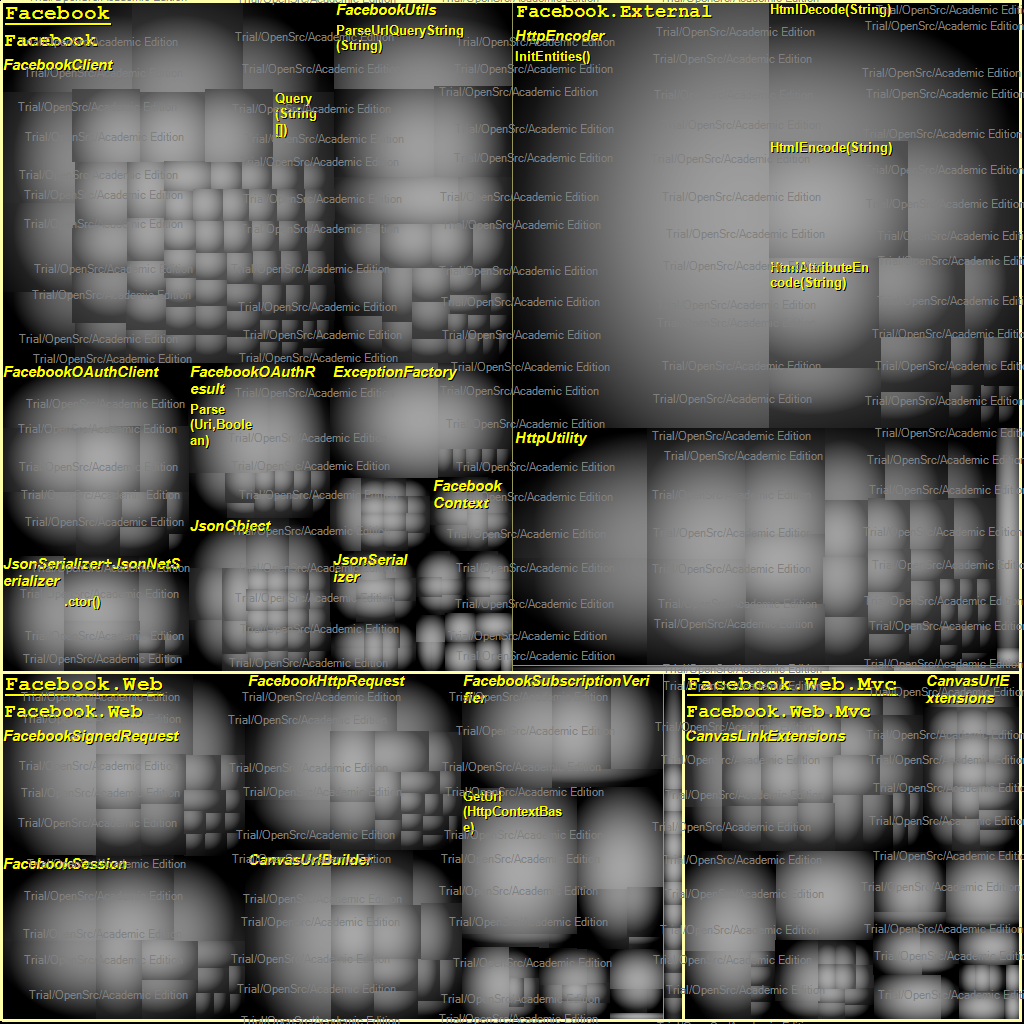 Facebook
Facebook
FacebookClient
Query
(String
[])
FacebookUtils
ParseUrlQueryString
(String)
Facebook.External
HttpEncoder
InitEntities()
HtmlDecode(String)
HtmlEncode(String)
HtmlAttributeEn
code(String)
FacebookOAuthClient
FacebookOAuthR
esult
Parse
(Uri,Boole
an)
ExceptionFactory
Facebook
Context
HttpUtility
JsonObject
JsonSerializer+JsonNetS
erializer
.ctor()
JsonSerial
izer
Facebook.Web
Facebook.Web
FacebookSignedRequest
FacebookHttpRequest
FacebookSubscriptionVeri
fier
GetUrl
(HttpContextBas
e)
FacebookSession
CanvasUrlBuilder
Facebook.Web.Mvc
Facebook.Web.Mvc
CanvasLinkExtensions
CanvasUrlE
xtensions
Trial/OpenSrc/Academic Edition